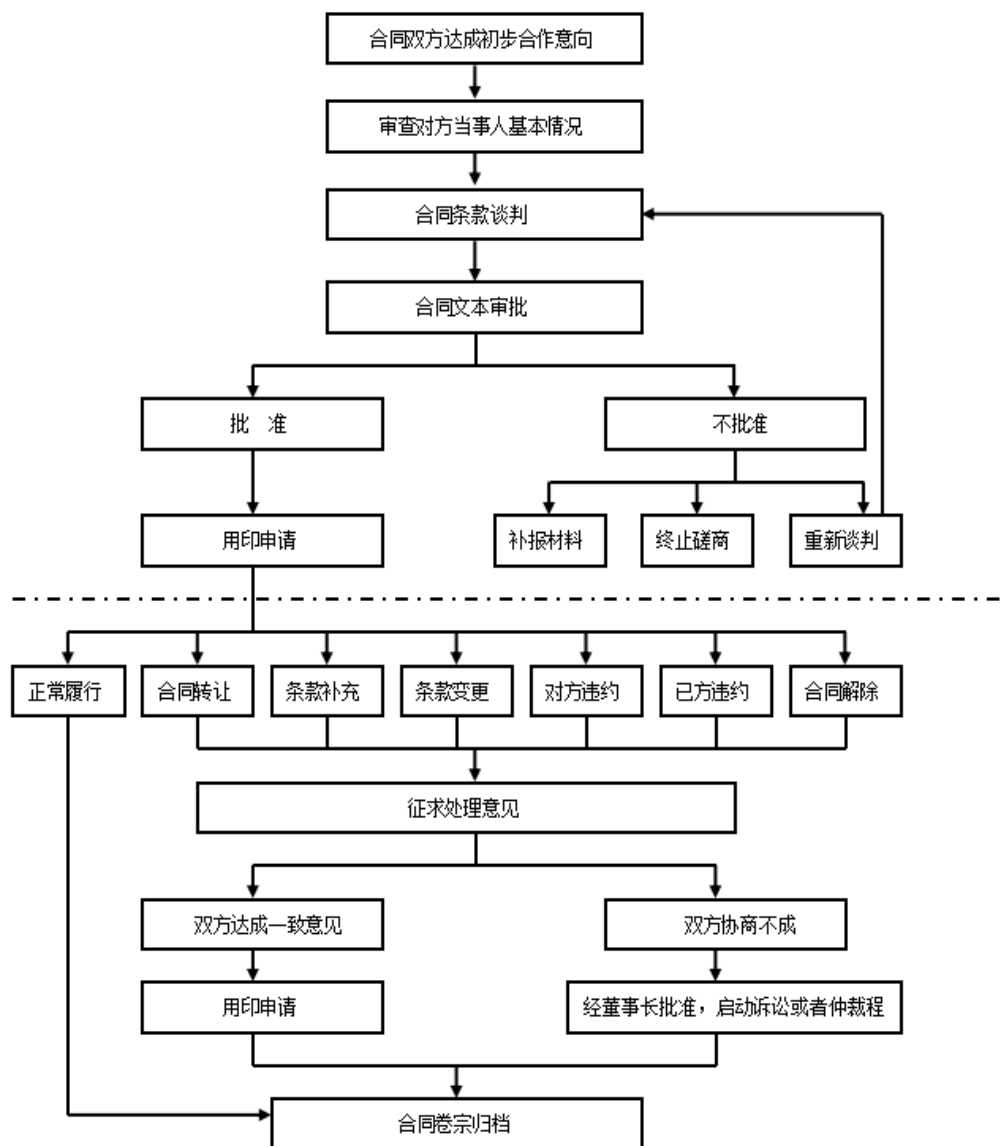 合同双方达成初步合作意向
审查对方当事人基本情况
合同条款谈判
合同文本审批
批　准
不批准
用印申请
补报材料
终止磋商
重新谈判
正常履行
合同转让
条款补充
条款变更
对方违约
已方违约
合同解除
征求处理意见
双方达成一致意见
双方协商不成
用印申请
经董事长批准，启动诉讼或者仲裁程
合同卷宗归档